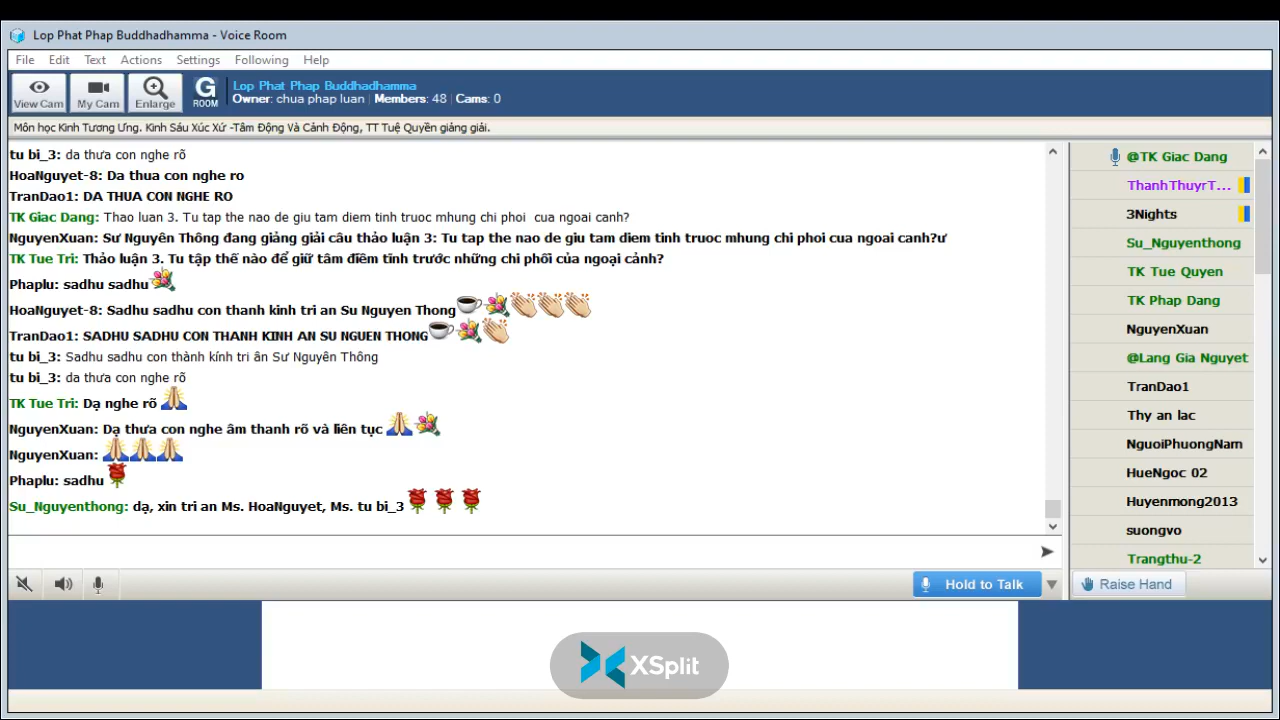 Lop Phat Phap Buddhadhamma - Voice Room
File Edit Text Actions Settings Following Help
View Cam My Cam Enlarge G ROOM
Lop Phat Phap Buddhadhamma
Owner: chua phap luan | Members: 48 | Cams: 0
Môn học Kinh Tương Ưng. Kinh Sáu Xúc Xứ -Tâm Động Và Cảnh Động, TT Tuệ Quyền giảng giải.
tu bi_3: da thưa con nghe rõ
HoaNguyet-8: Da thua con nghe ro
TranDao1: DA THUA CON NGHE RO
TK Giac Dang: Thao luan 3. Tu tap the nao de giu tam diem tinh truoc mhung chi phoi  cua ngoai canh?
NguyenXuan: Sư Nguyên Thông đang giảng giải câu thảo luận 3: Tu tap the nao de giu tam diem tinh truoc mhung chi phoi cua ngoai canh?ư
TK Tue Tri: Thảo luận 3. Tu tập thế nào để giữ tâm điềm tĩnh trước những chi phối của ngoại cảnh?
Phaplu: sadhu sadhu
HoaNguyet-8: Sadhu sadhu con thanh kinh tri an Su Nguyen Thong
TranDao1: SADHU SADHU CON THANH KINH AN SU NGUEN THONG
tu bi_3: Sadhu sadhu con thành kính tri ân Sư Nguyên Thông
tu bi_3: da thưa con nghe rõ
TK Tue Tri: Dạ nghe rõ
NguyenXuan: Dạ thưa con nghe âm thanh rõ và liên tục
NguyenXuan:
Phaplu: sadhu
Su_Nguyenthong: dạ, xin tri an Ms. HoaNguyet, Ms. tu bi_3
@TK Giac Dang
ThanhThuyrT...
3Nights
Su_Nguyenthong
TK Tue Quyen
TK Phap Dang
NguyenXuan
@Lang Gia Nguyet
TranDao1
Thy an lac
NguoiPhuongNam
HueNgoc 02
Huyenmong2013
suongvo
Trangthu-2
Hold to Talk
Raise Hand
XSplit